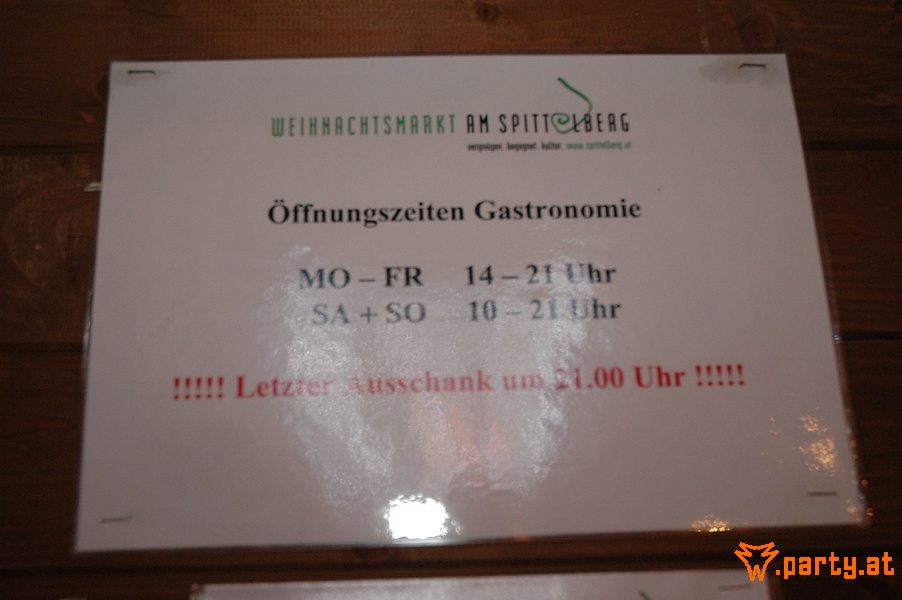 WEIHNACHTSMARKT AM SPITTELBERG
vergnügen. begegnet. kultur. www.spittelberg.at
Öffnungszeiten Gastronomie
MO – FR 14 – 21 Uhr
SA + SO 10 – 21 Uhr
!!!!! Letzter Ausschank um 21.00 Uhr !!!!!
.party.at